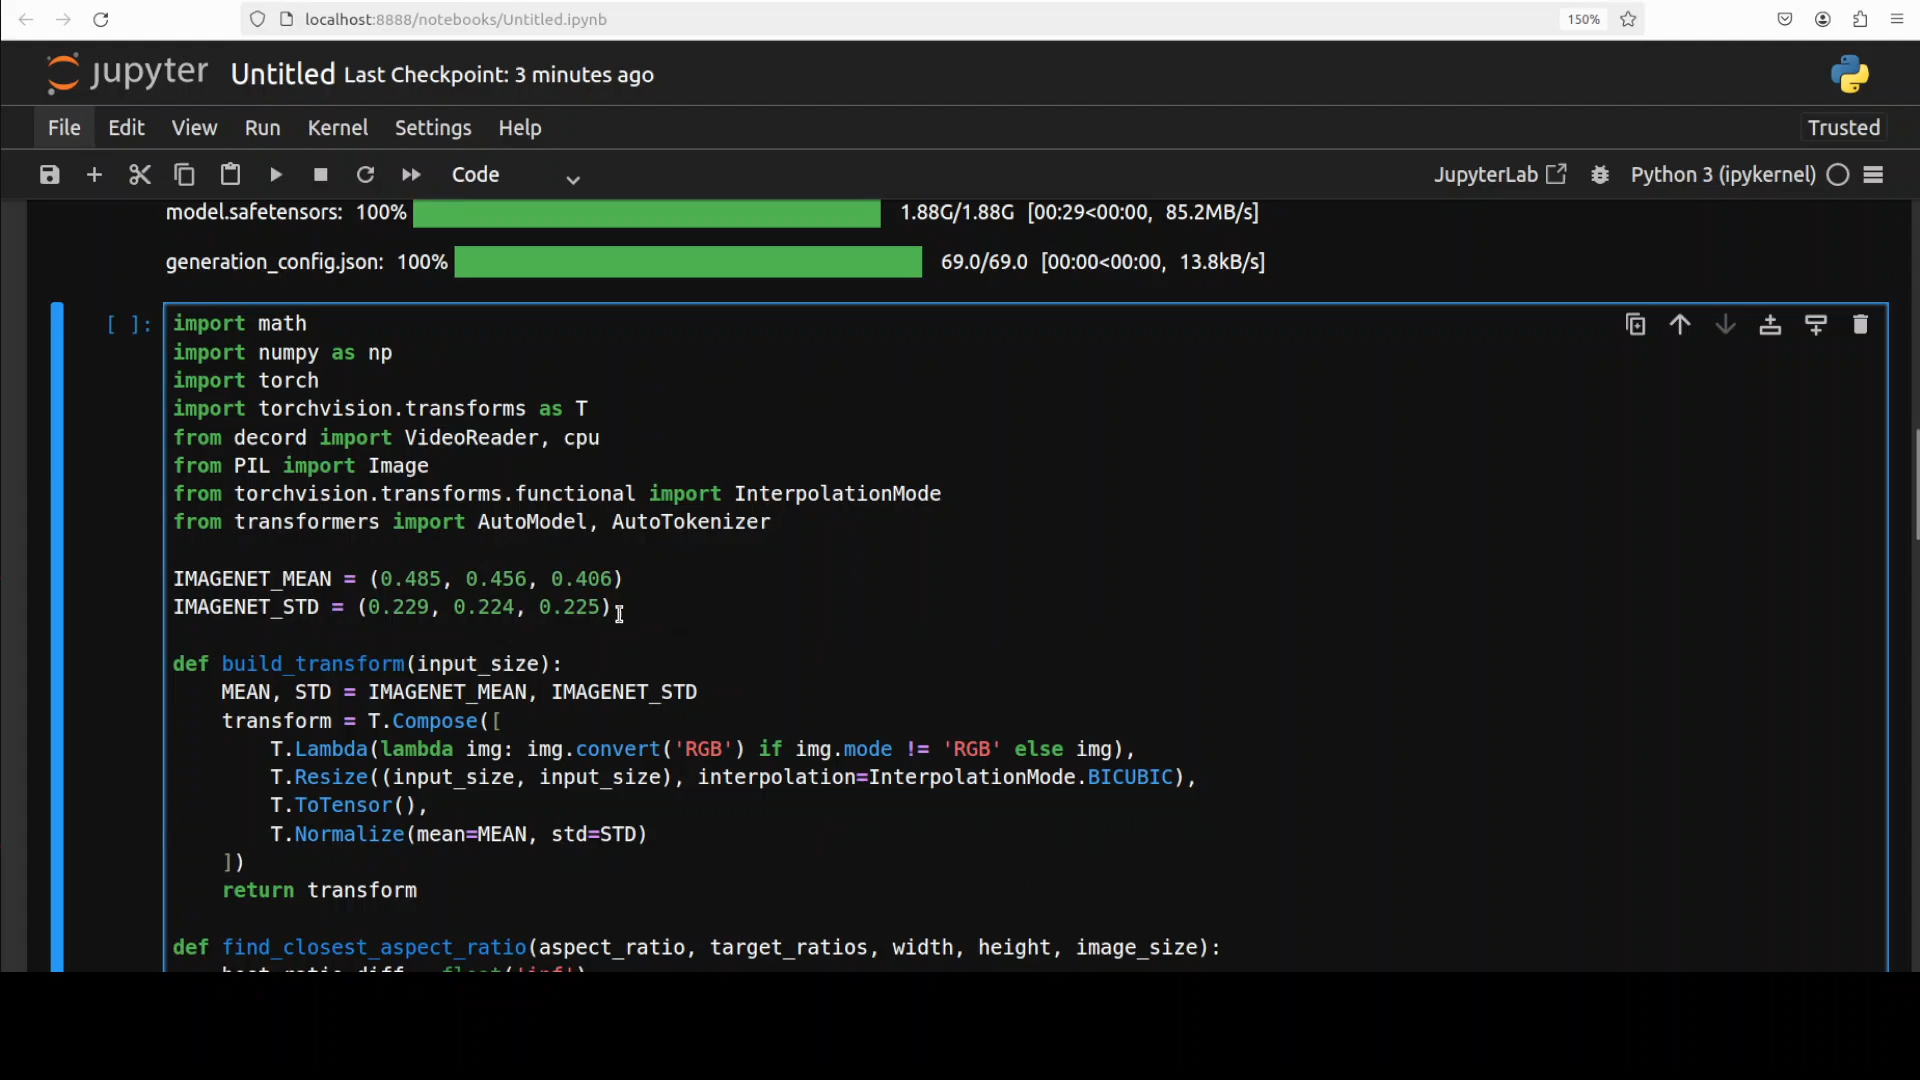 localhost:8888/notebooks/Untitled.ipynb 150%
jupyter Untitled Last Checkpoint: 3 minutes ago
File Edit View Run Kernel Settings Help Trusted
Code JupyterLab Python 3 (ipykernel)
model.safetensors: 100% 1.88G/1.88G [00:29<00:00, 85.2MB/s]
generation_config.json: 100% 69.0/69.0 [00:00<00:00, 13.8kB/s]
[ ]: import math
import numpy as np
import torch
import torchvision.transforms as T
from decord import VideoReader, cpu
from PIL import Image
from torchvision.transforms.functional import InterpolationMode
from transformers import AutoModel, AutoTokenizer
IMAGENET_MEAN = (0.485, 0.456, 0.406)
IMAGENET_STD = (0.229, 0.224, 0.225)
def build_transform(input_size):
    MEAN, STD = IMAGENET_MEAN, IMAGENET_STD
    transform = T.Compose([
        T.Lambda(lambda img: img.convert('RGB') if img.mode != 'RGB' else img),
        T.Resize((input_size, input_size), interpolation=InterpolationMode.BICUBIC),
        T.ToTensor(),
        T.Normalize(mean=MEAN, std=STD)
    ])
    return transform
def find_closest_aspect_ratio(aspect_ratio, target_ratios, width, height, image_size):
    best_ratio_diff = float('inf')